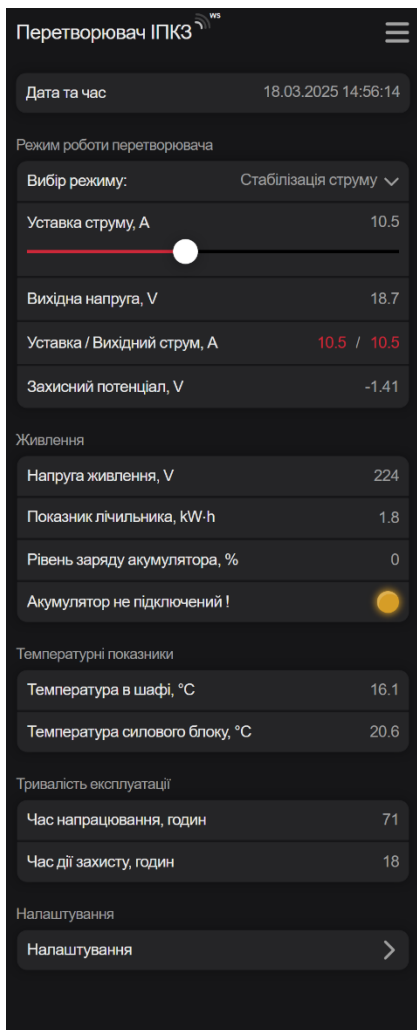 Перетворювач ІПКЗ ws
Дата та час 18.03.2025 14:56:14
Режим роботи перетворювача
Вибір режиму: Стабілізація струму
Уставка струму, А 10.5
Вихідна напруга, V 18.7
Уставка / Вихідний струм, А 10.5 / 10.5
Захисний потенціал, V -1.41
Живлення
Напруга живлення, V 224
Показник лічильника, kW·h 1.8
Рівень заряду акумулятора, % 0
Акумулятор не підключений !
Температурні показники
Температура в шафі, °C 16.1
Температура силового блоку, °C 20.6
Тривалість експлуатації
Час напрацювання, годин 71
Час дії захисту, годин 18
Налаштування
Налаштування